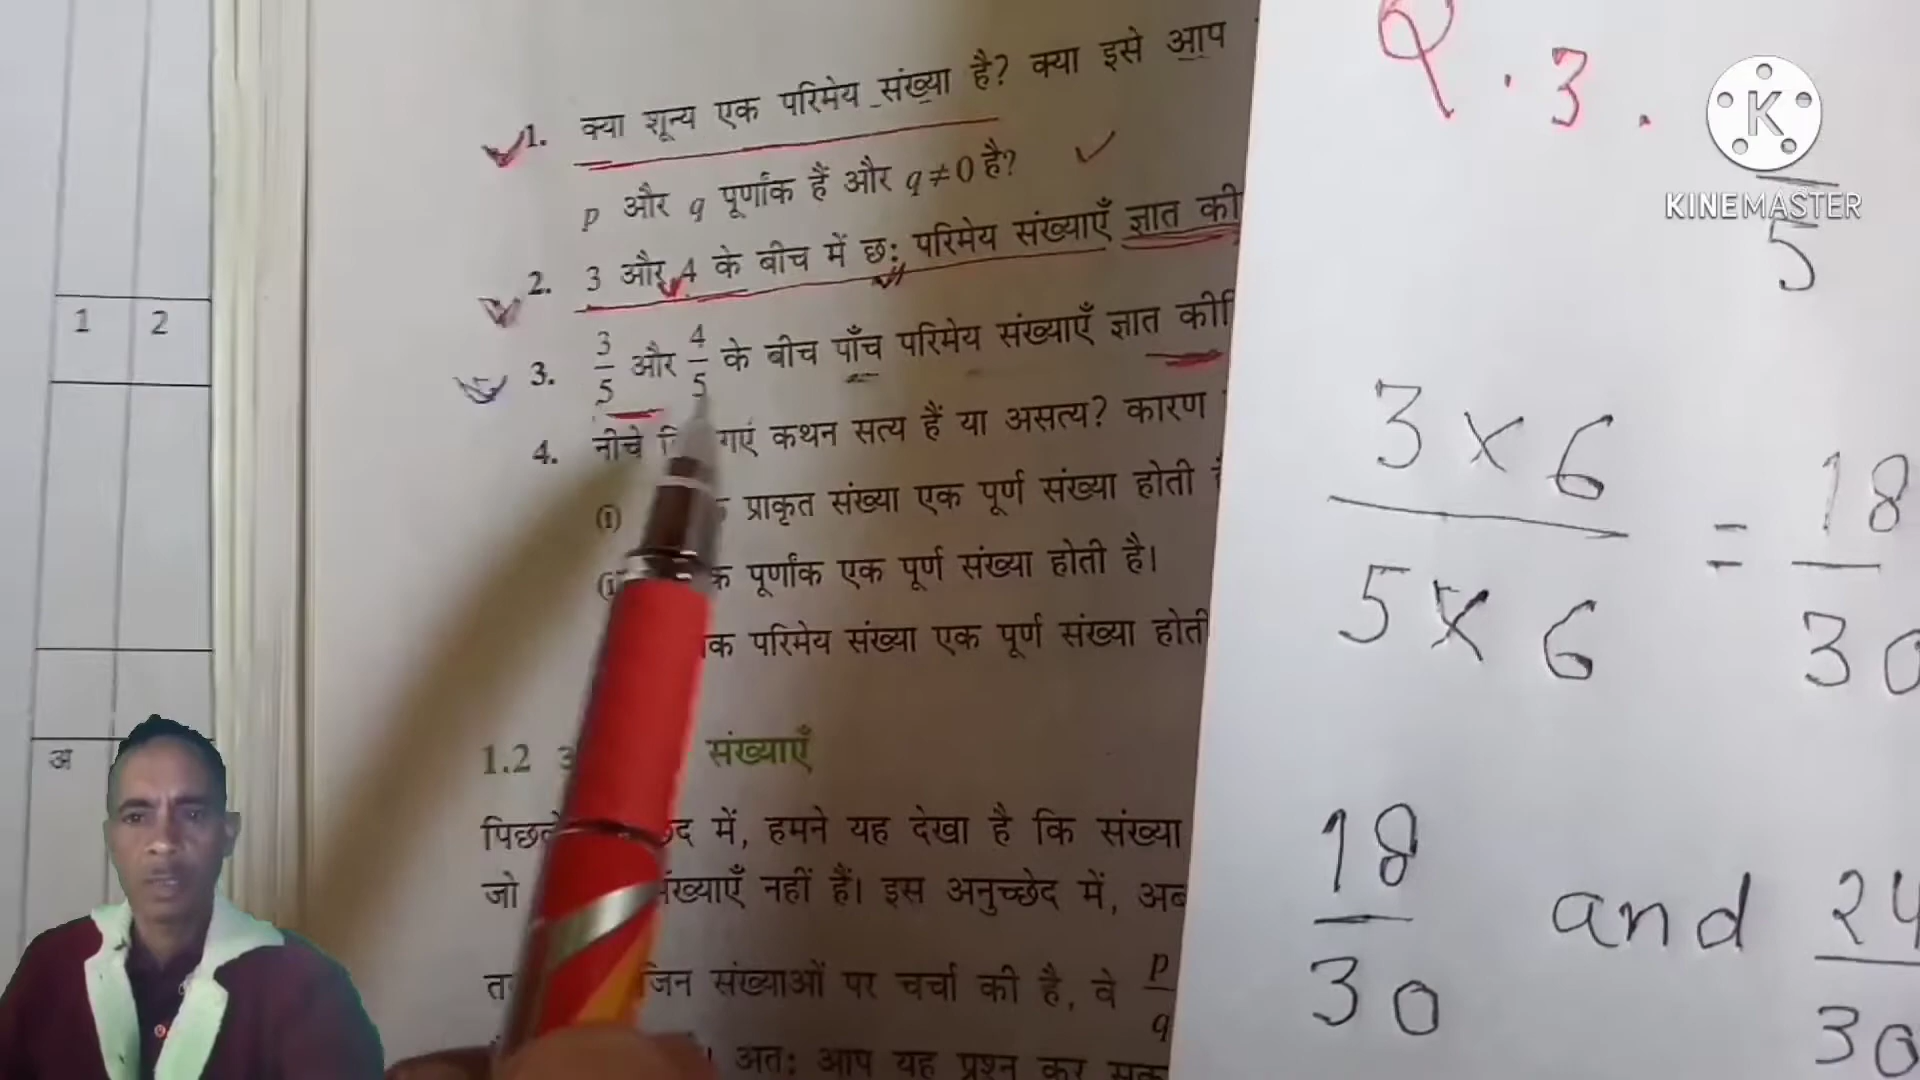 1. क्या शून्य एक परिमेय संख्या है? क्या इसे आप
p और q पूर्णांक हैं और q ≠ 0 है?
2. 3 और 4 के बीच में छ: परिमेय संख्याएँ ज्ञात की
3. 3/5 और 4/5 के बीच पाँच परिमेय संख्याएँ ज्ञात की
4. नीचे गएं कथन सत्य हैं या असत्य? कारण
(i) प्राकृत संख्या एक पूर्ण संख्या होती
पूर्णांक एक पूर्ण संख्या होती है।
परिमेय संख्या एक पूर्ण संख्या होती
1.2 संख्याएँ
में, हमने यह देखा है कि संख्या
जो नहीं हैं। इस अनुच्छेद में, अब
जिन संख्याओं पर चर्चा की है, वे p/q
अत: आप यह प्रश्न कर
1 2
अ
Q.3.
K
KINEMASTER
5
3 x 6 / 5 x 6 = 18 / 30
18/30 and 24/30